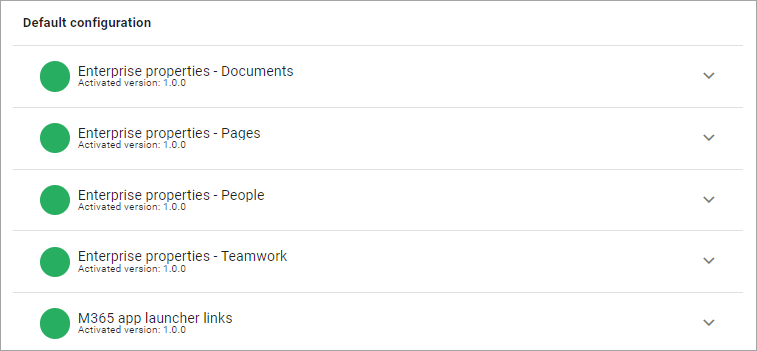 Default configuration
Enterprise properties - Documents
Activated version: 1.0.0
Enterprise properties - Pages
Activated version: 1.0.0
Enterprise properties - People
Activated version: 1.0.0
Enterprise properties - Teamwork
Activated version: 1.0.0
M365 app launcher links
Activated version: 1.0.0